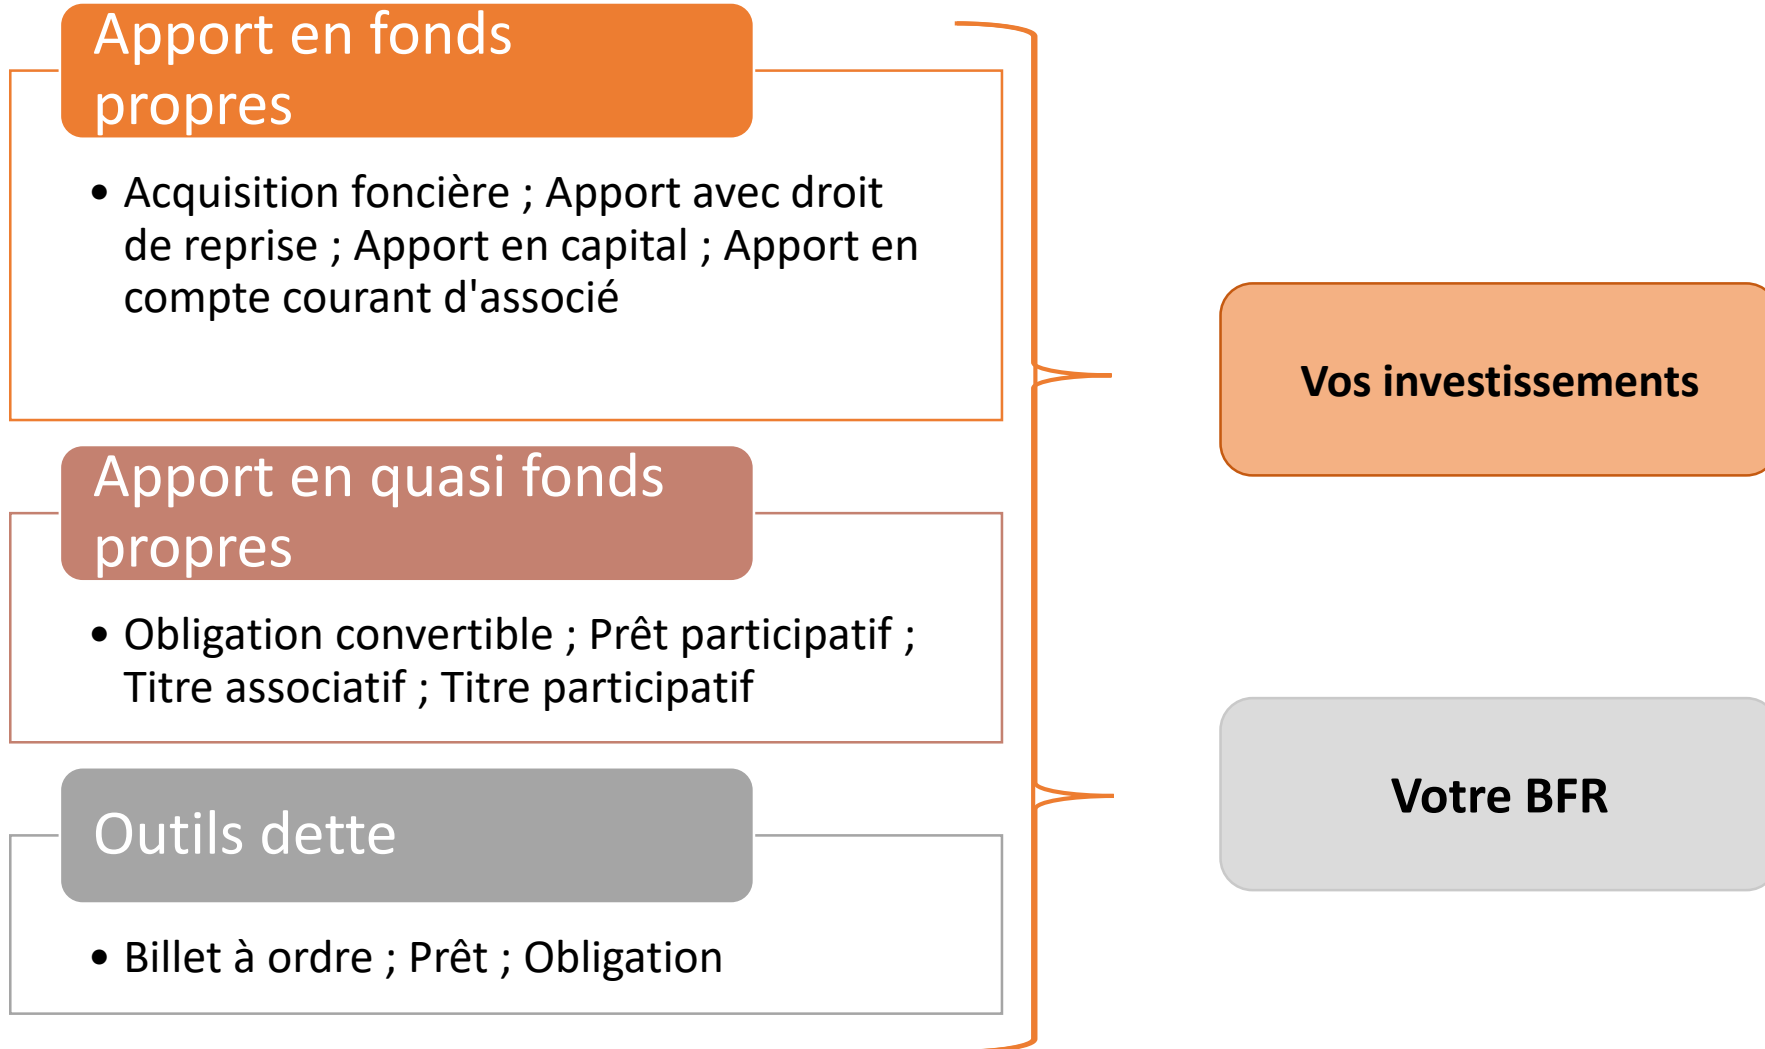 Apport en fonds
propres
• Acquisition foncière ; Apport avec droit
de reprise ; Apport en capital ; Apport en
compte courant d'associé
Apport en quasi fonds
propres
• Obligation convertible ; Prêt participatif ;
Titre associatif ; Titre participatif
Outils dette
• Billet à ordre ; Prêt ; Obligation
Vos investissements
Votre BFR